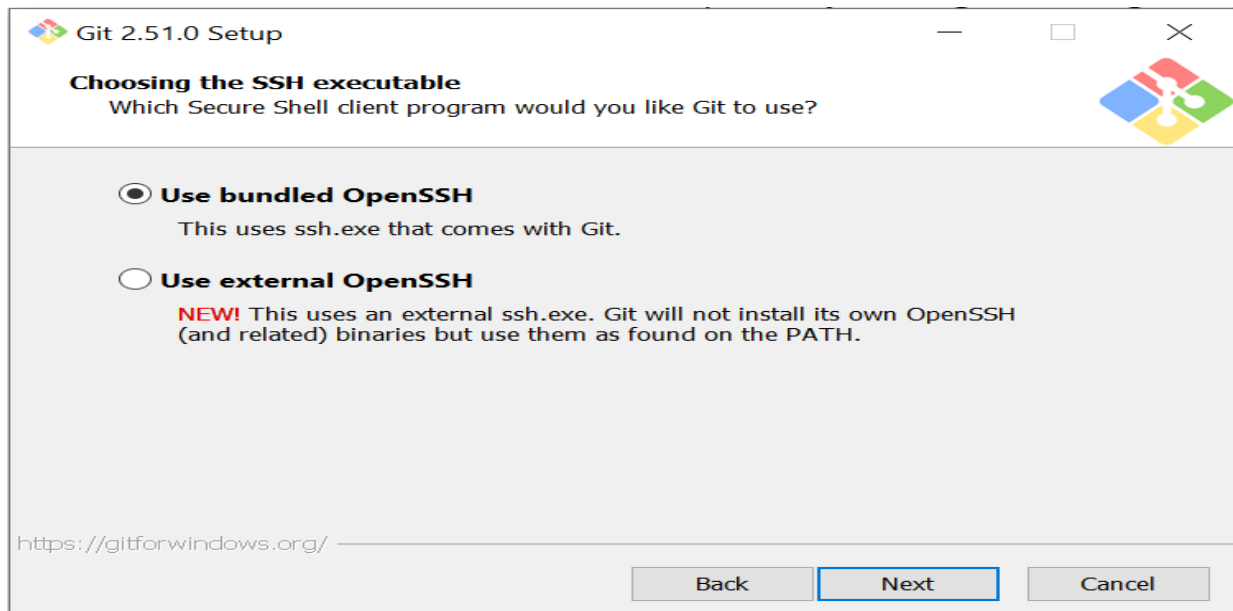 Git 2.51.0 Setup
Choosing the SSH executable
Which Secure Shell client program would you like Git to use?
Use bundled OpenSSH
This uses ssh.exe that comes with Git.
Use external OpenSSH
NEW! This uses an external ssh.exe. Git will not install its own OpenSSH
(and related) binaries but use them as found on the PATH.
https://gitforwindows.org/
Back Next Cancel